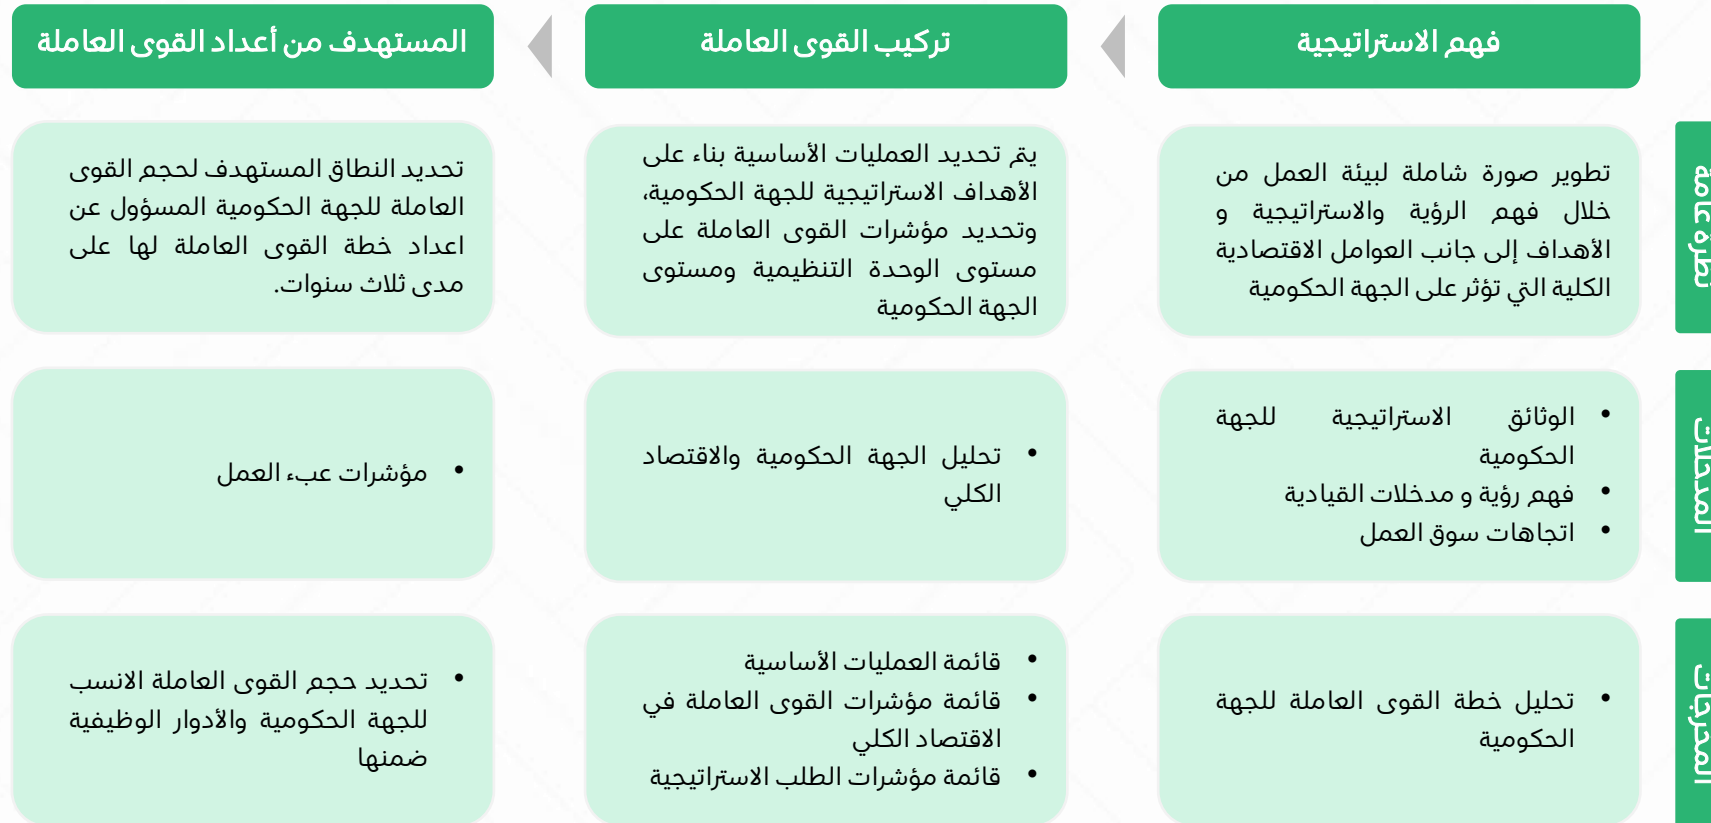 فهم الاستراتيجية
تركيب القوى العاملة
المستهدف من أعداد القوى العاملة
نظرة عامة
تطوير صورة شاملة لبيئة العمل من
خلال فهم الرؤية والاستراتيجية و
الأهداف إلى جانب العوامل الاقتصادية
الكلية التي تؤثر على الجهة الحكومية
يتم تحديد العمليات الأساسية بناء على
الأهداف الاستراتيجية للجهة الحكومية،
وتحديد مؤشرات القوى العاملة على
مستوى الوحدة التنظيمية ومستوى
الجهة الحكومية
تحديد النطاق المستهدف لحجم القوى
العاملة للجهة الحكومية المسؤول عن
اعداد خطة القوى العاملة لها على
مدى ثلاث سنوات.
المدخلات
• الوثائق الاستراتيجية للجهة
الحكومية
• فهم رؤية و مدخلات القيادية
• اتجاهات سوق العمل
• تحليل الجهة الحكومية والاقتصاد
الكلي
• مؤشرات عبء العمل
المخرجات
• تحليل خطة القوى العاملة للجهة
الحكومية
• قائمة العمليات الأساسية
• قائمة مؤشرات القوى العاملة في
الاقتصاد الكلي
• قائمة مؤشرات الطلب الاستراتيجية
• تحديد حجم القوى العاملة الانسب
للجهة الحكومية والأدوار الوظيفية
ضمنها